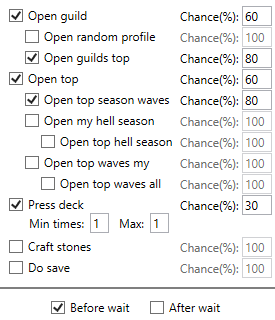 Open guild Chance(%): 60
Open random profile Chance(%): 100
Open guilds top Chance(%): 80
Open top Chance(%): 60
Open top season waves Chance(%): 80
Open my hell season Chance(%): 100
Open top hell season Chance(%): 100
Open top waves my Chance(%): 100
Open top waves all Chance(%): 100
Press deck Chance(%): 30
Min times: 1 Max: 1
Craft stones Chance(%): 100
Do save Chance(%): 100
Before wait After wait